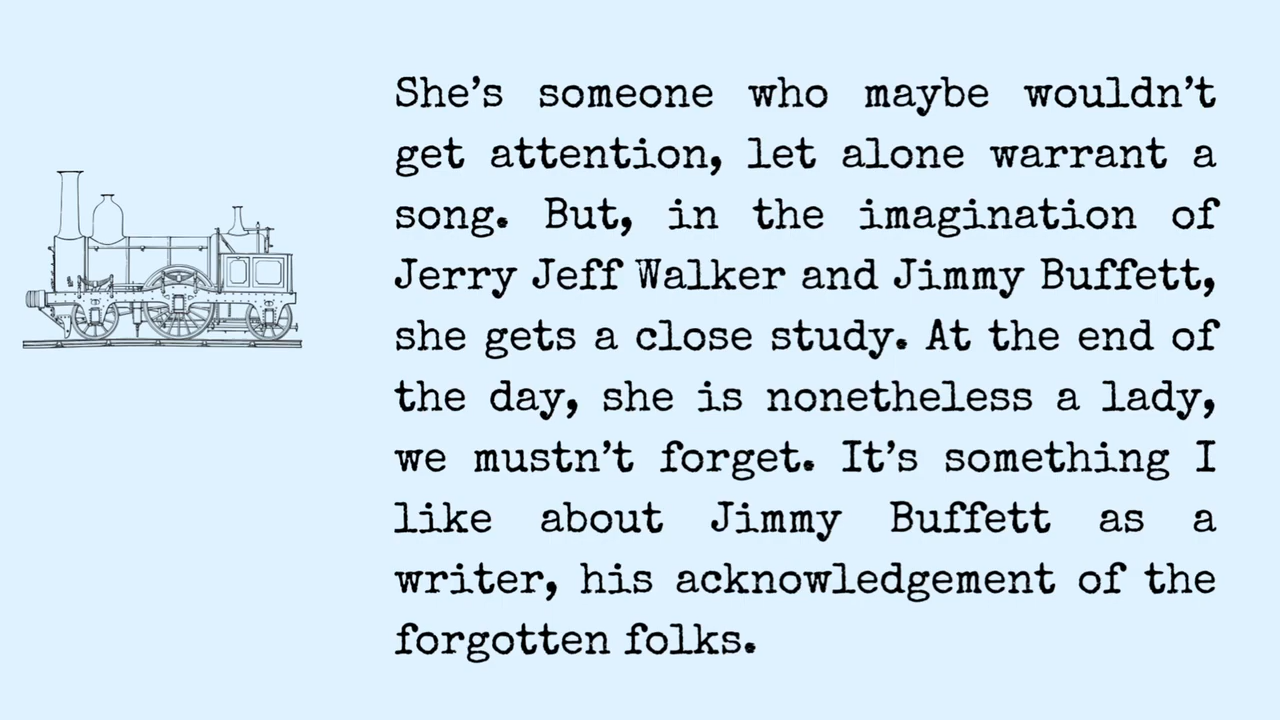 She’s someone who maybe wouldn’t
get attention, let alone warrant a
song. But, in the imagination of
Jerry Jeff Walker and Jimmy Buffett,
she gets a close study. At the end of
the day, she is nonetheless a lady,
we mustn’t forget. It’s something I
like about Jimmy Buffett as a
writer, his acknowledgement of the
forgotten folks.